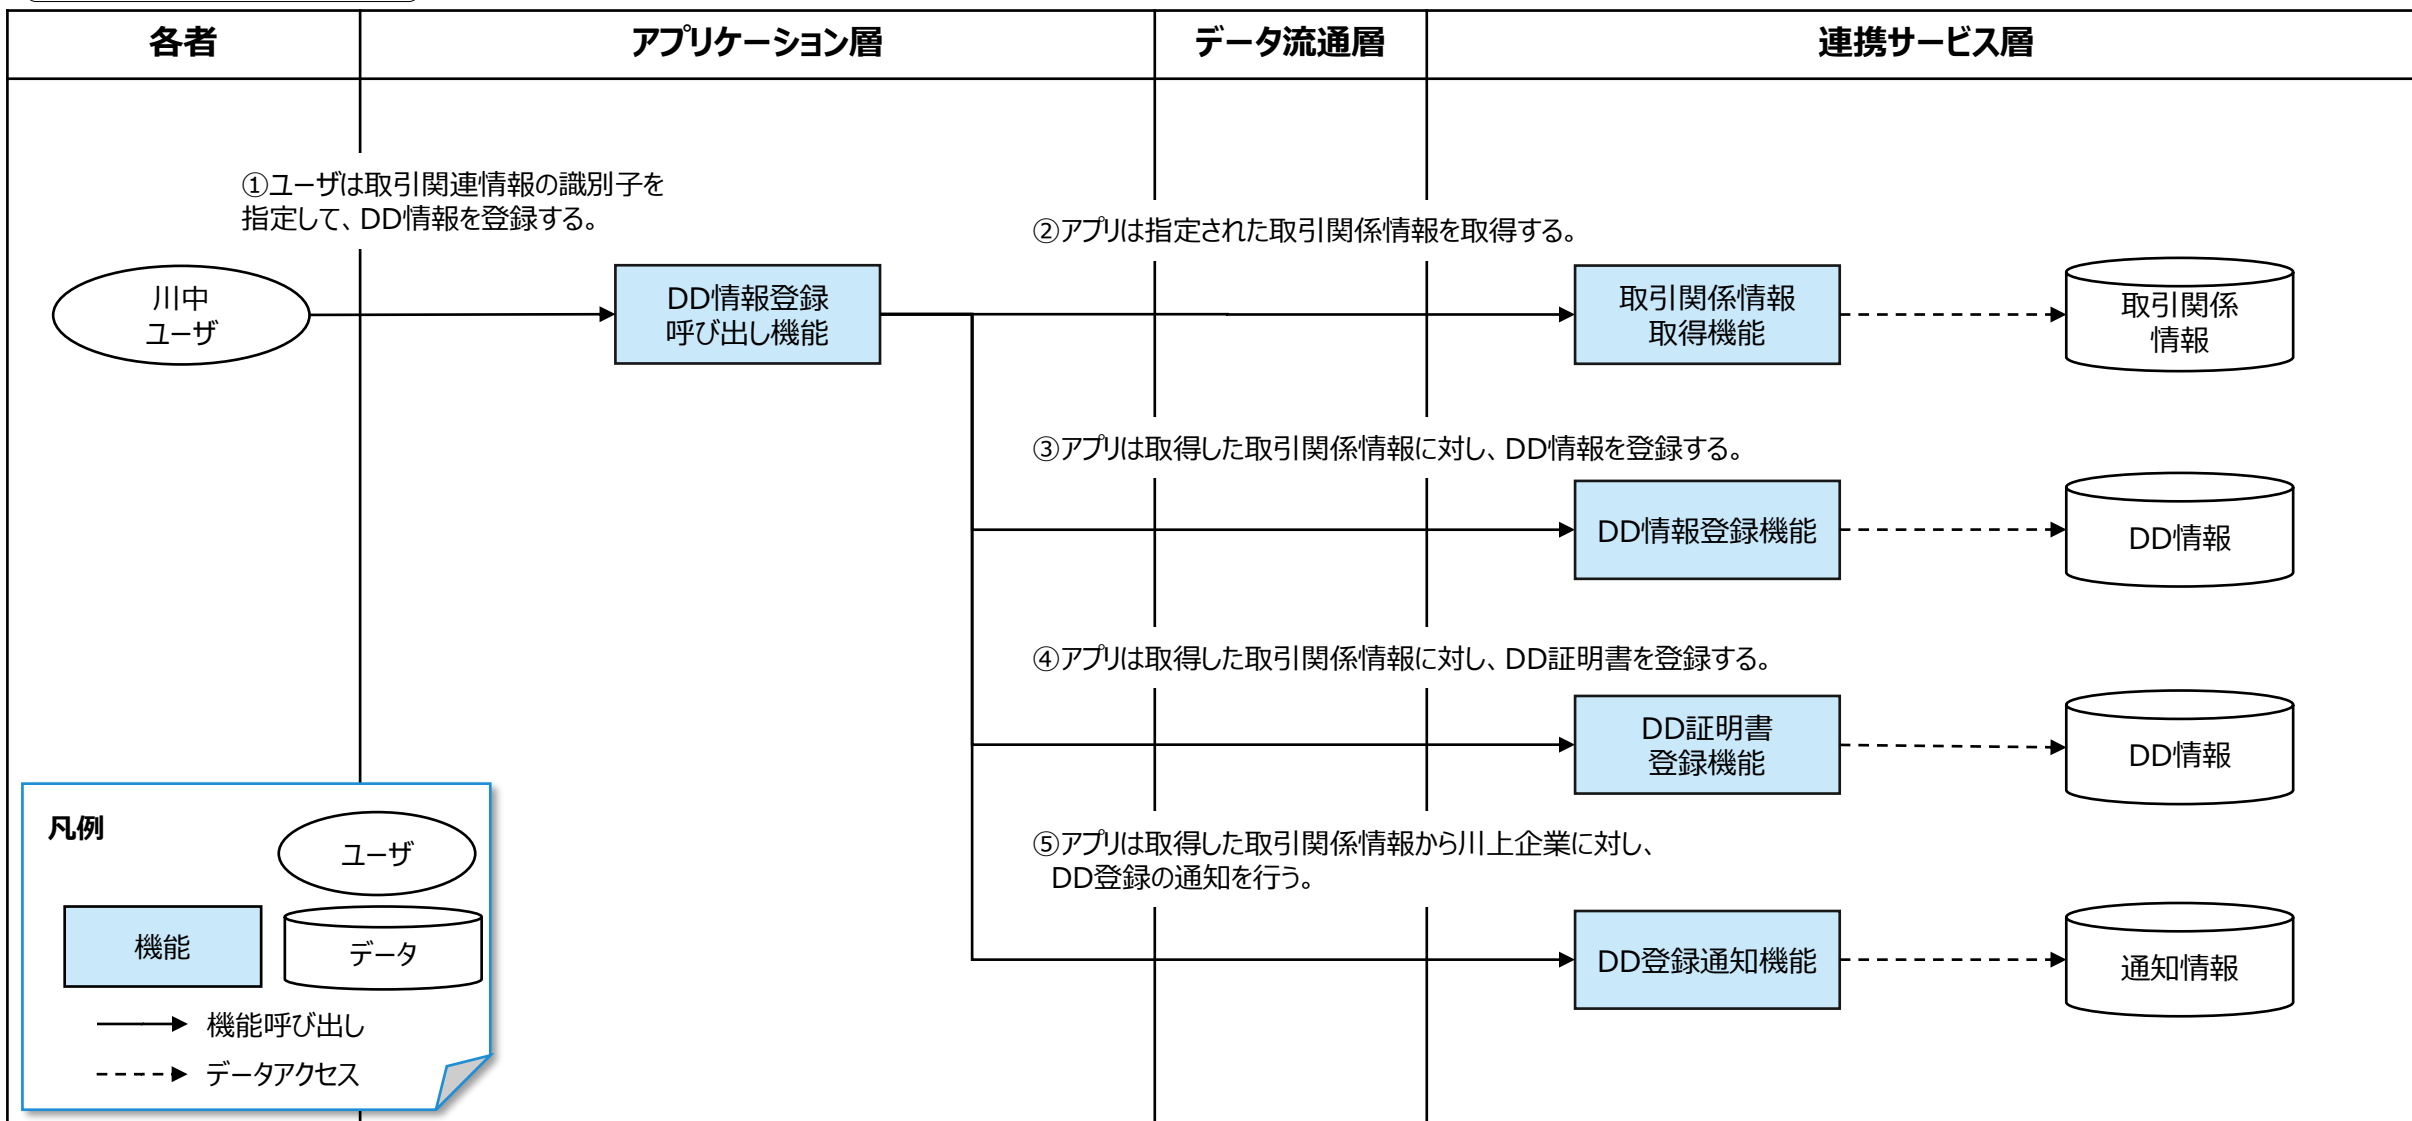 各者
アプリケーション層
データ流通層
連携サービス層
①ユーザは取引関連情報の識別子を
指定して、DD情報を登録する。
②アプリは指定された取引関係情報を取得する。
川中
ユーザ
DD情報登録
呼び出し機能
取引関係情報
取得機能
取引関係
情報
③アプリは取得した取引関係情報に対し、DD情報を登録する。
DD情報登録機能
DD情報
④アプリは取得した取引関係情報に対し、DD証明書を登録する。
DD証明書
登録機能
DD情報
⑤アプリは取得した取引関係情報から川上企業に対し、
DD登録の通知を行う。
DD登録通知機能
通知情報
凡例
ユーザ
機能
データ
機能呼び出し
データアクセス